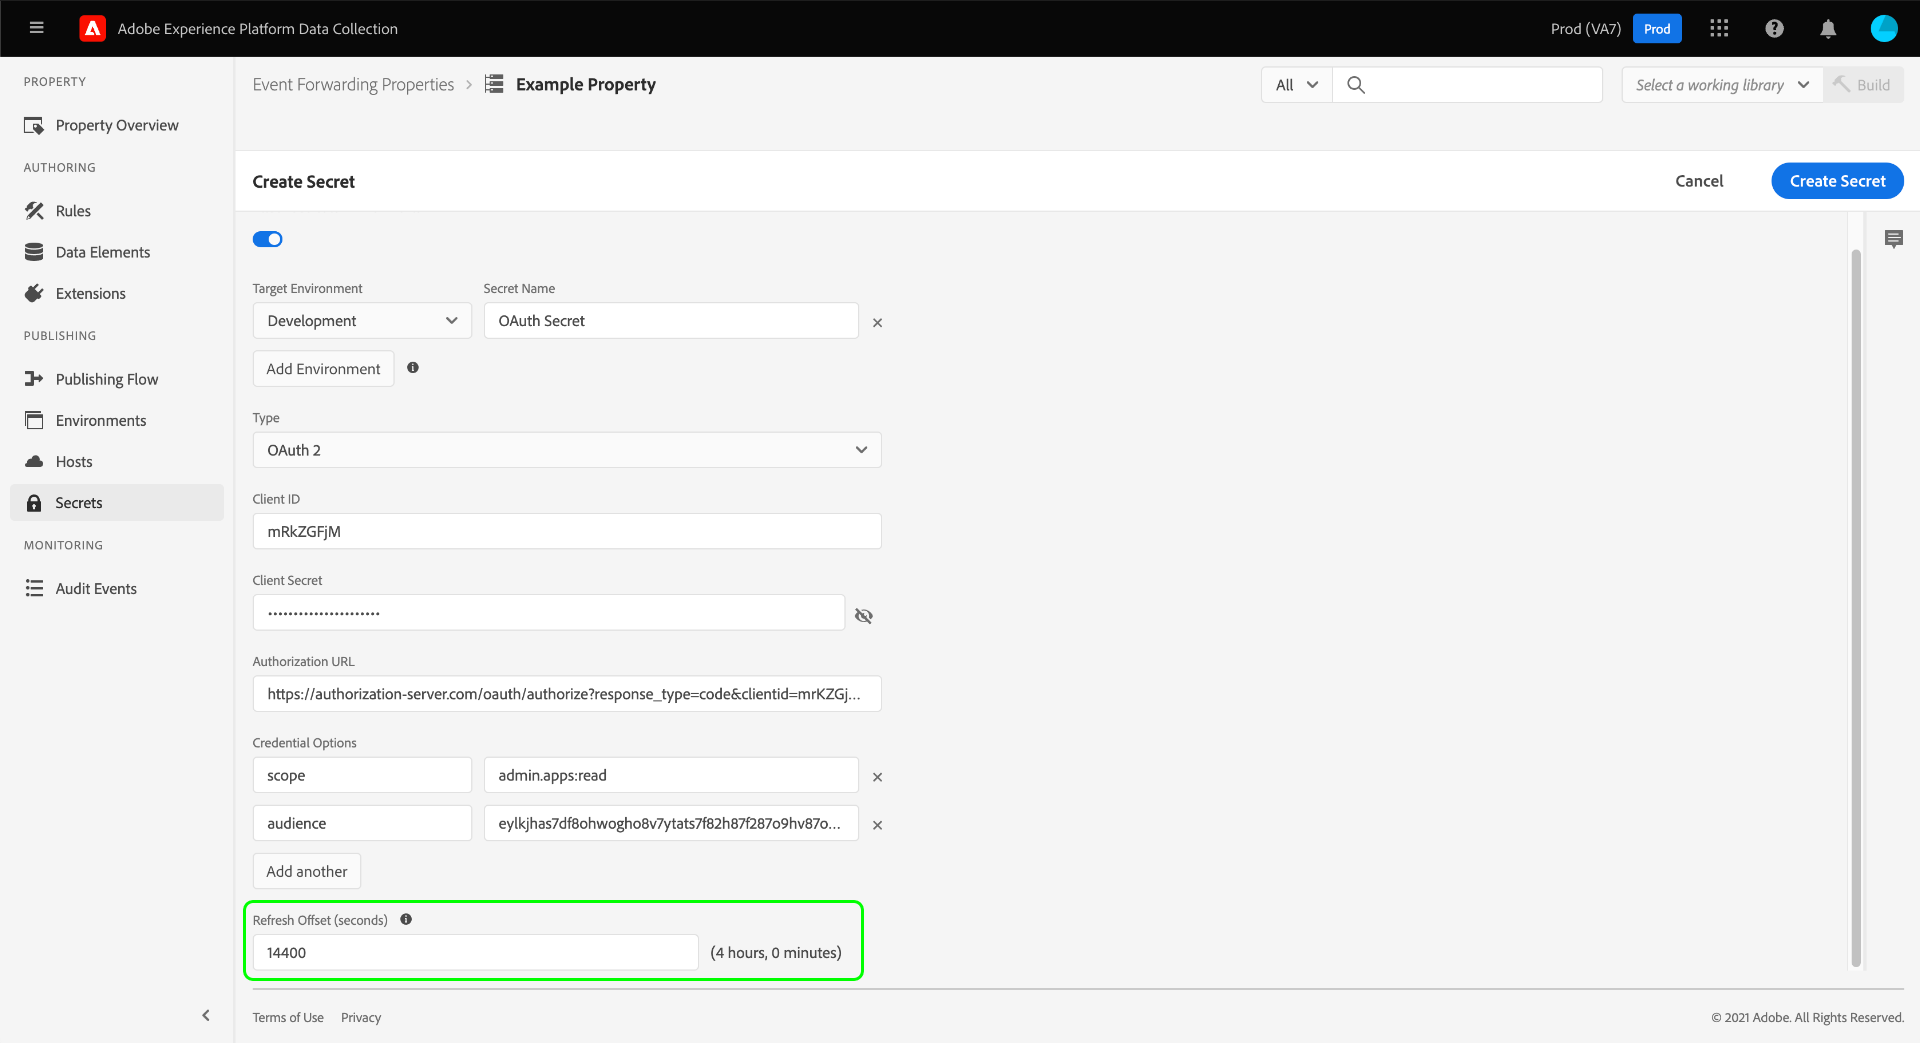 Adobe Experience Platform Data Collection
Prod (VA7)
Prod
PROPERTY
Property Overview
AUTHORING
Rules
Data Elements
Extensions
PUBLISHING
Publishing Flow
Environments
Hosts
Secrets
MONITORING
Audit Events
Event Forwarding Properties
Example Property
All
Select a working library
Build
Create Secret
Cancel
Create Secret
Target Environment
Secret Name
Development
OAuth Secret
Add Environment
Type
OAuth 2
Client ID
mRkZGFjM
Client Secret
••••••••••••••••••••••
Authorization URL
https://authorization-server.com/oauth/authorize?response_type=code&clientid=mrKZGj...
Credential Options
scope
admin.apps:read
audience
eylkjhas7df8ohwogho8v7ytats7f82h87f287o9hv87o...
Add another
Refresh Offset (seconds)
14400
(4 hours, 0 minutes)
Terms of Use
Privacy
© 2021 Adobe. All Rights Reserved.